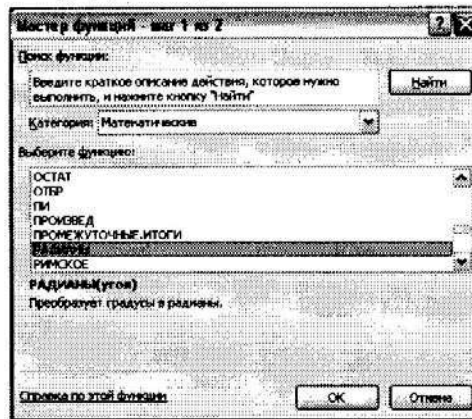 Мастер функций - шаг 1 из 2
Поиск функции:
Введите краткое описание действия, которое нужно
выполнить, и нажмите кнопку "Найти"
Найти
Категория: Математические
Выберите функцию:
ОСТАТ
ОТБР
ПИ
ПРОИЗВЕД
ПРОМЕЖУТОЧНЫЕ.ИТОГИ
РАДИАНЫ
РИМСКОЕ
РАДИАНЫ(угол)
Преобразует градусы в радианы.
Справка по этой функции
ОК
Отмена